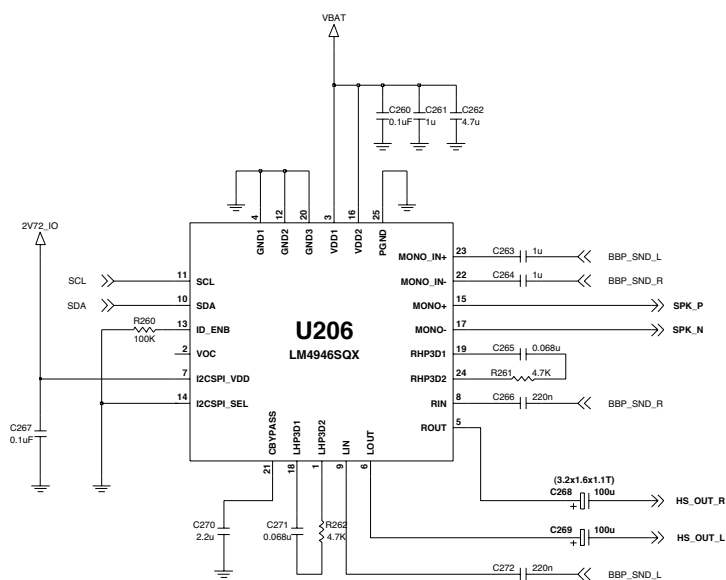 VBAT
C260
0.1uF
C261
1u
C262
4.7u
4
12
20
3
16
25
GND1
GND2
GND3
VDD1
VDD2
PGND
2V72_IO
SCL
11
SCL
SDA
10
SDA
R260
100K
13
ID_ENB
2
VOC
7
I2CSPI_VDD
14
I2CSPI_SEL
C267
0.1uF
U206
LM4946SQX
MONO_IN+
23
C263
1u
BBP_SND_L
MONO_IN-
22
C264
1u
BBP_SND_R
MONO+
15
SPK_P
MONO-
17
SPK_N
RHP3D1
19
C265
0.068u
RHP3D2
24
R261
4.7K
RIN
8
C266
220n
BBP_SND_R
ROUT
5
CBYPASS
LHP3D1
LHP3D2
LIN
LOUT
21
18
1
9
6
(3.2x1.6x1.1T)
C268
100u
+
HS_OUT_R
C269
100u
+
HS_OUT_L
C270
2.2u
C271
0.068u
R262
4.7K
C272
220n
BBP_SND_L